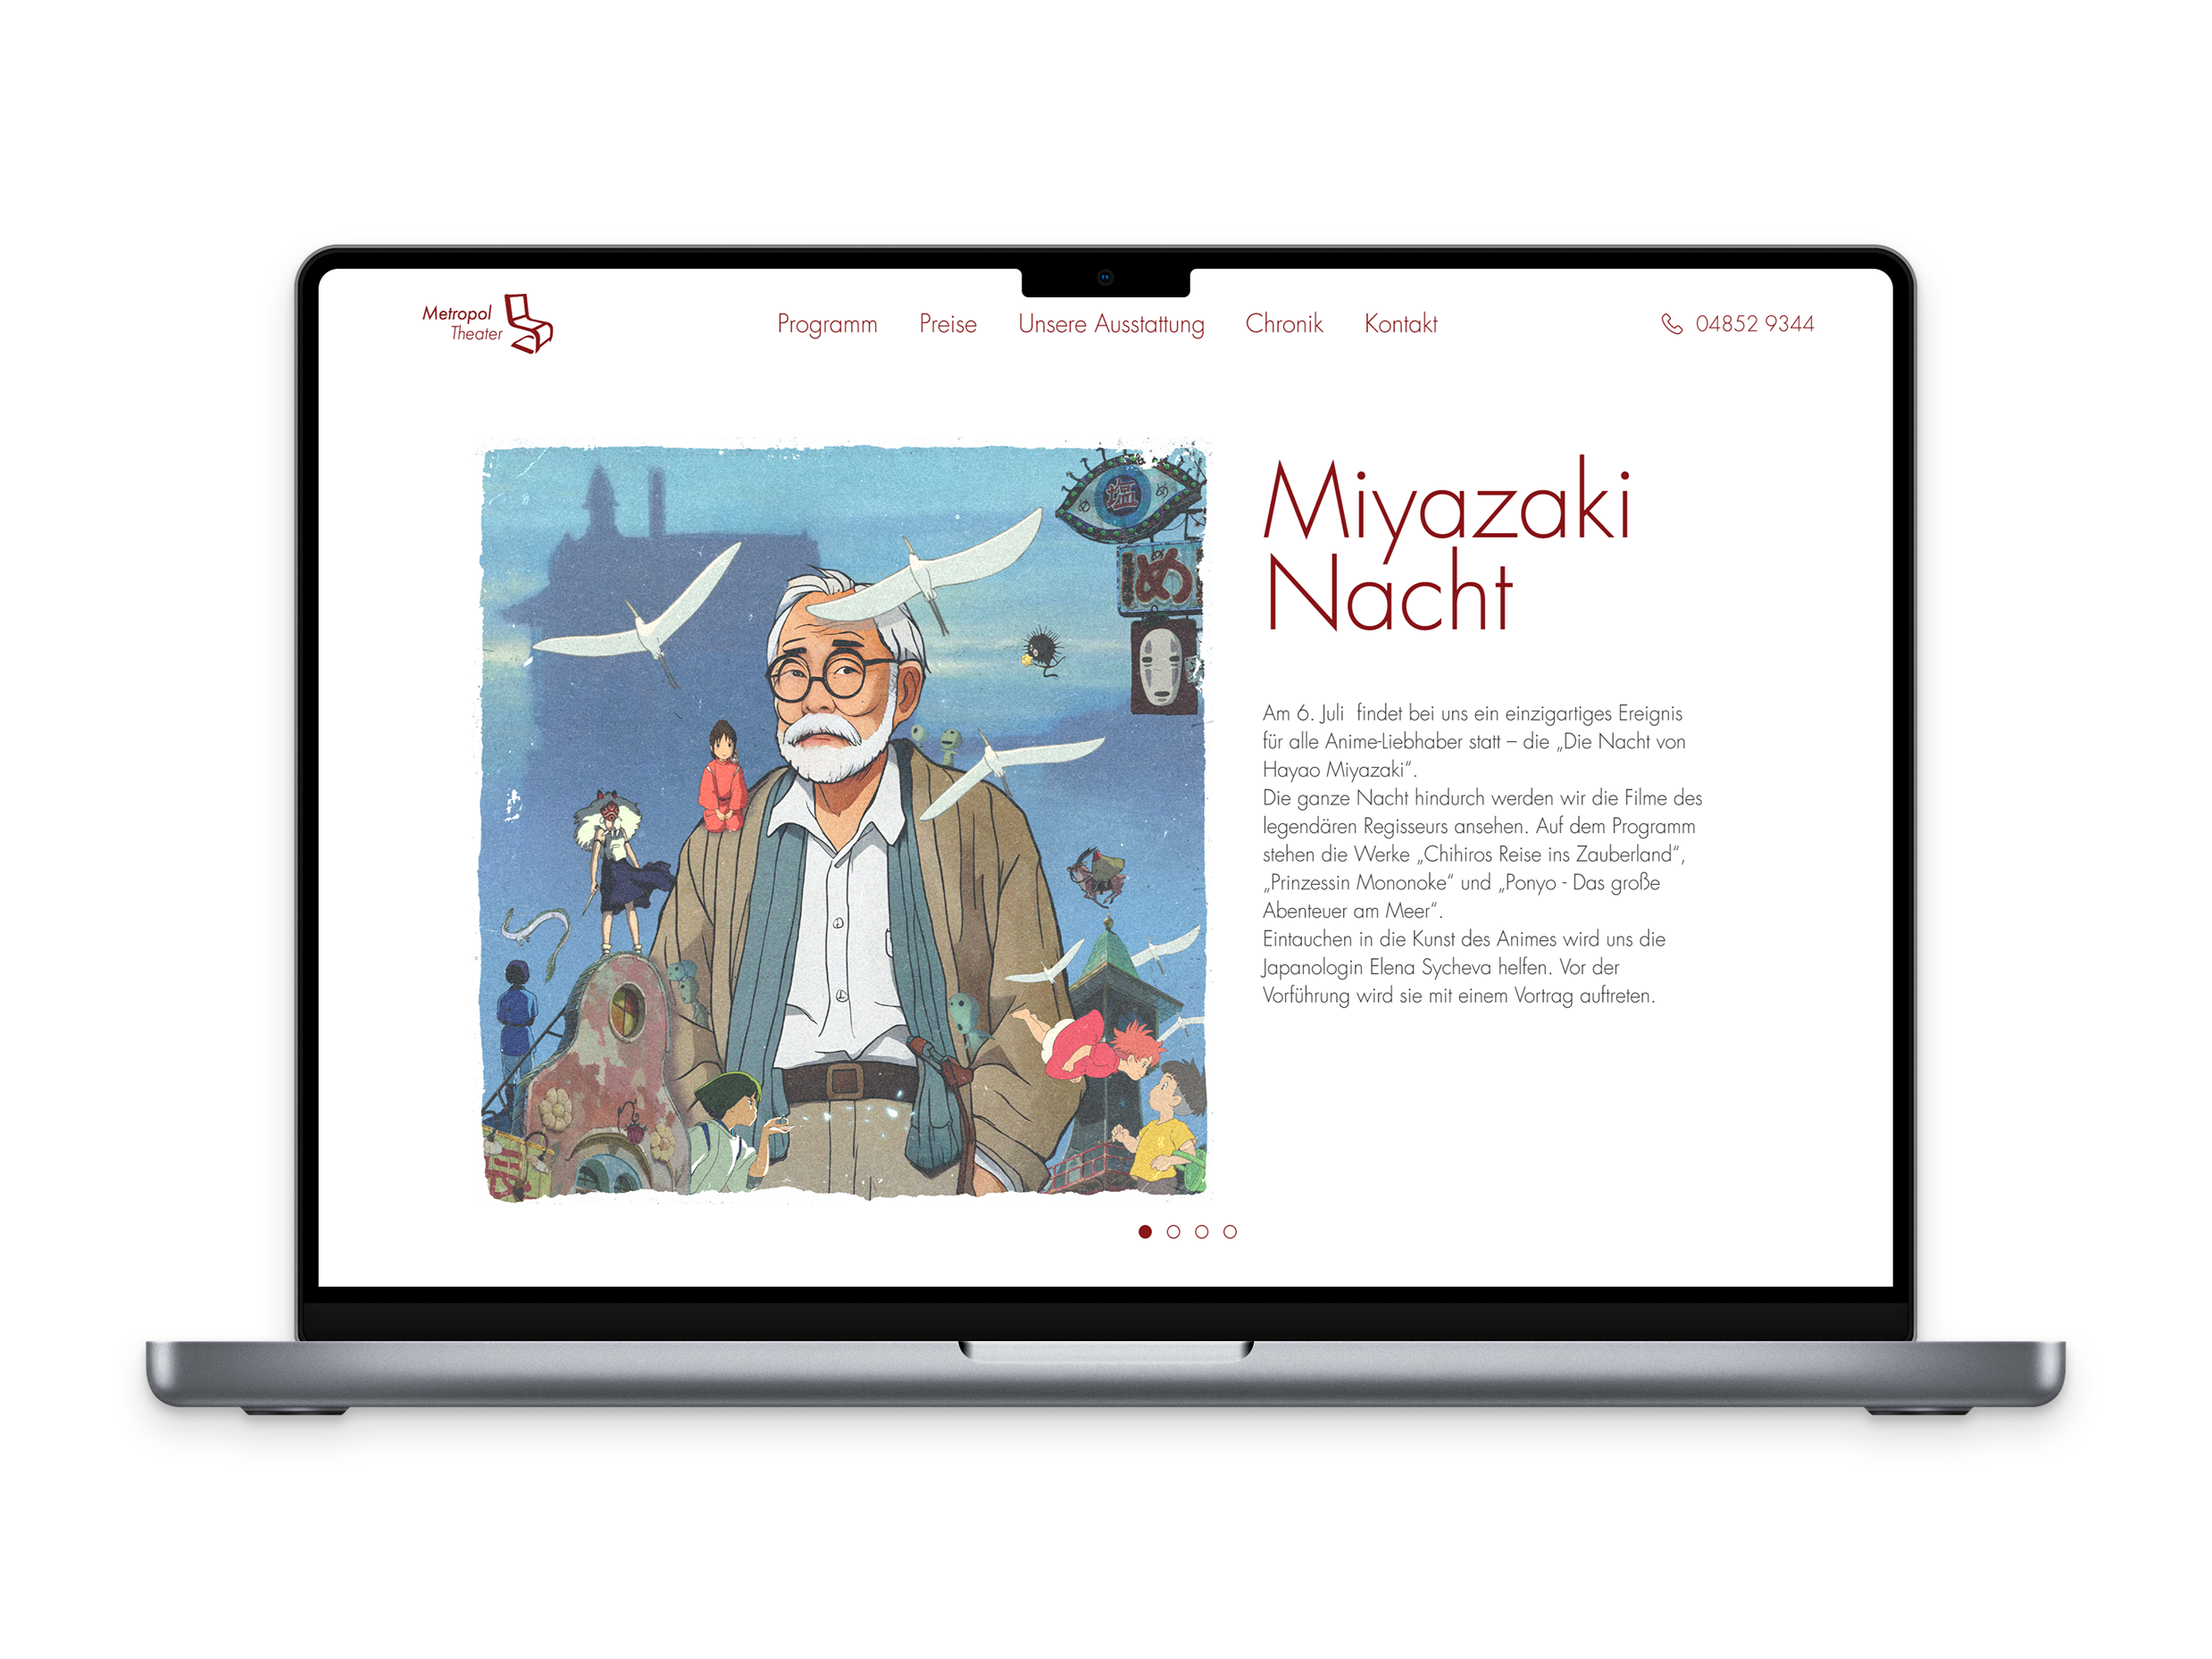 Metropol
Theater
Programm Preise Unsere Ausstattung Chronik Kontakt
04852 9344
Miyazaki
Nacht
Am 6. Juli  findet bei uns ein einzigartiges Ereignis
für alle Anime-Liebhaber statt – die „Die Nacht von
Hayao Miyazaki“.
Die ganze Nacht hindurch werden wir die Filme des
legendären Regisseurs ansehen. Auf dem Programm
stehen die Werke „Chihiros Reise ins Zauberland“,
„Prinzessin Mononoke“ und „Ponyo - Das große
Abenteuer am Meer“.
Eintauchen in die Kunst des Animes wird uns die
Japanologin Elena Sycheva helfen. Vor der
Vorführung wird sie mit einem Vortrag auftreten.
め